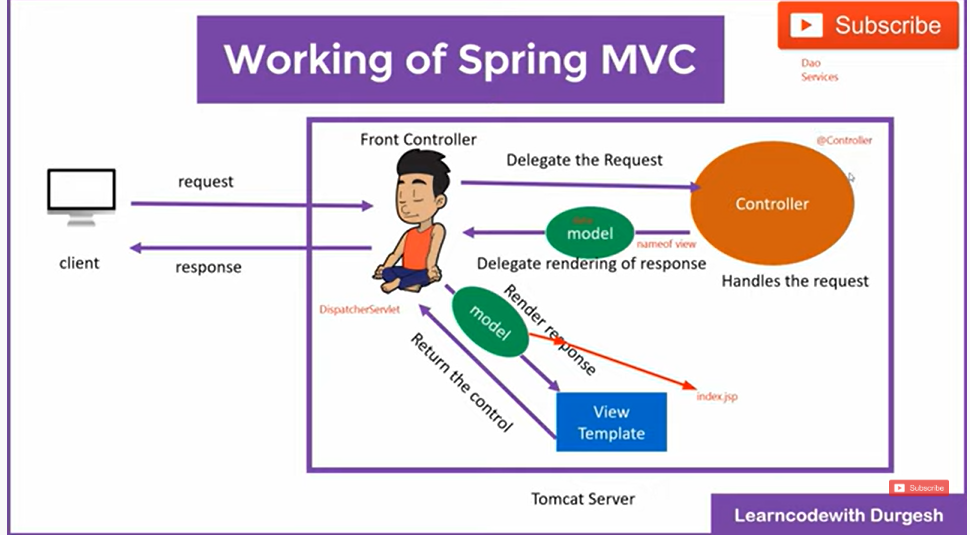 Subscribe
Working of Spring MVC
Dao
Services
Front Controller
@Controller
Delegate the Request
request
Controller
model
nameof view
client
response
Delegate rendering of response
Handles the request
DispatcherServlet
model
Render response
Return the control
index.jsp
View
Template
Subscribe
Tomcat Server
Learncodewith Durgesh